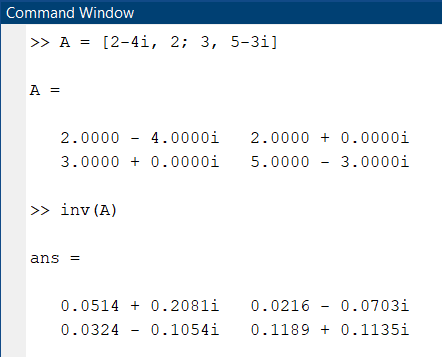 Command Window
>> A = [2-4i, 2; 3, 5-3i]
A =
2.0000 - 4.0000i 2.0000 + 0.0000i
3.0000 + 0.0000i 5.0000 - 3.0000i
>> inv(A)
ans =
0.0514 + 0.2081i 0.0216 - 0.0703i
0.0324 - 0.1054i 0.1189 + 0.1135i